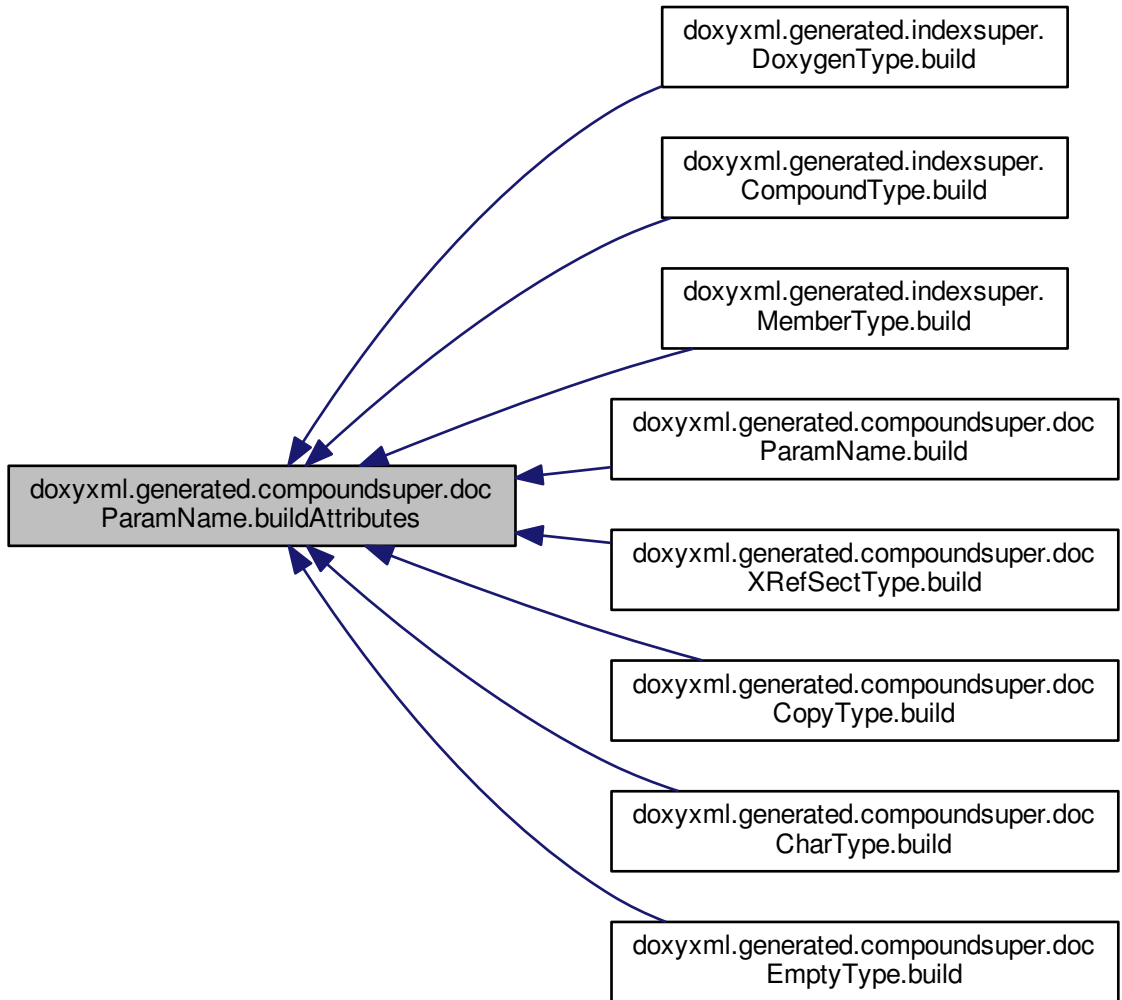 doxyxml.generated.indexsuper.
DoxygenType.build
doxyxml.generated.indexsuper.
CompoundType.build
doxyxml.generated.indexsuper.
MemberType.build
doxyxml.generated.compoundsuper.doc
ParamName.build
doxyxml.generated.compoundsuper.doc
ParamName.buildAttributes
doxyxml.generated.compoundsuper.doc
XRefSectType.build
doxyxml.generated.compoundsuper.doc
CopyType.build
doxyxml.generated.compoundsuper.doc
CharType.build
doxyxml.generated.compoundsuper.doc
EmptyType.build